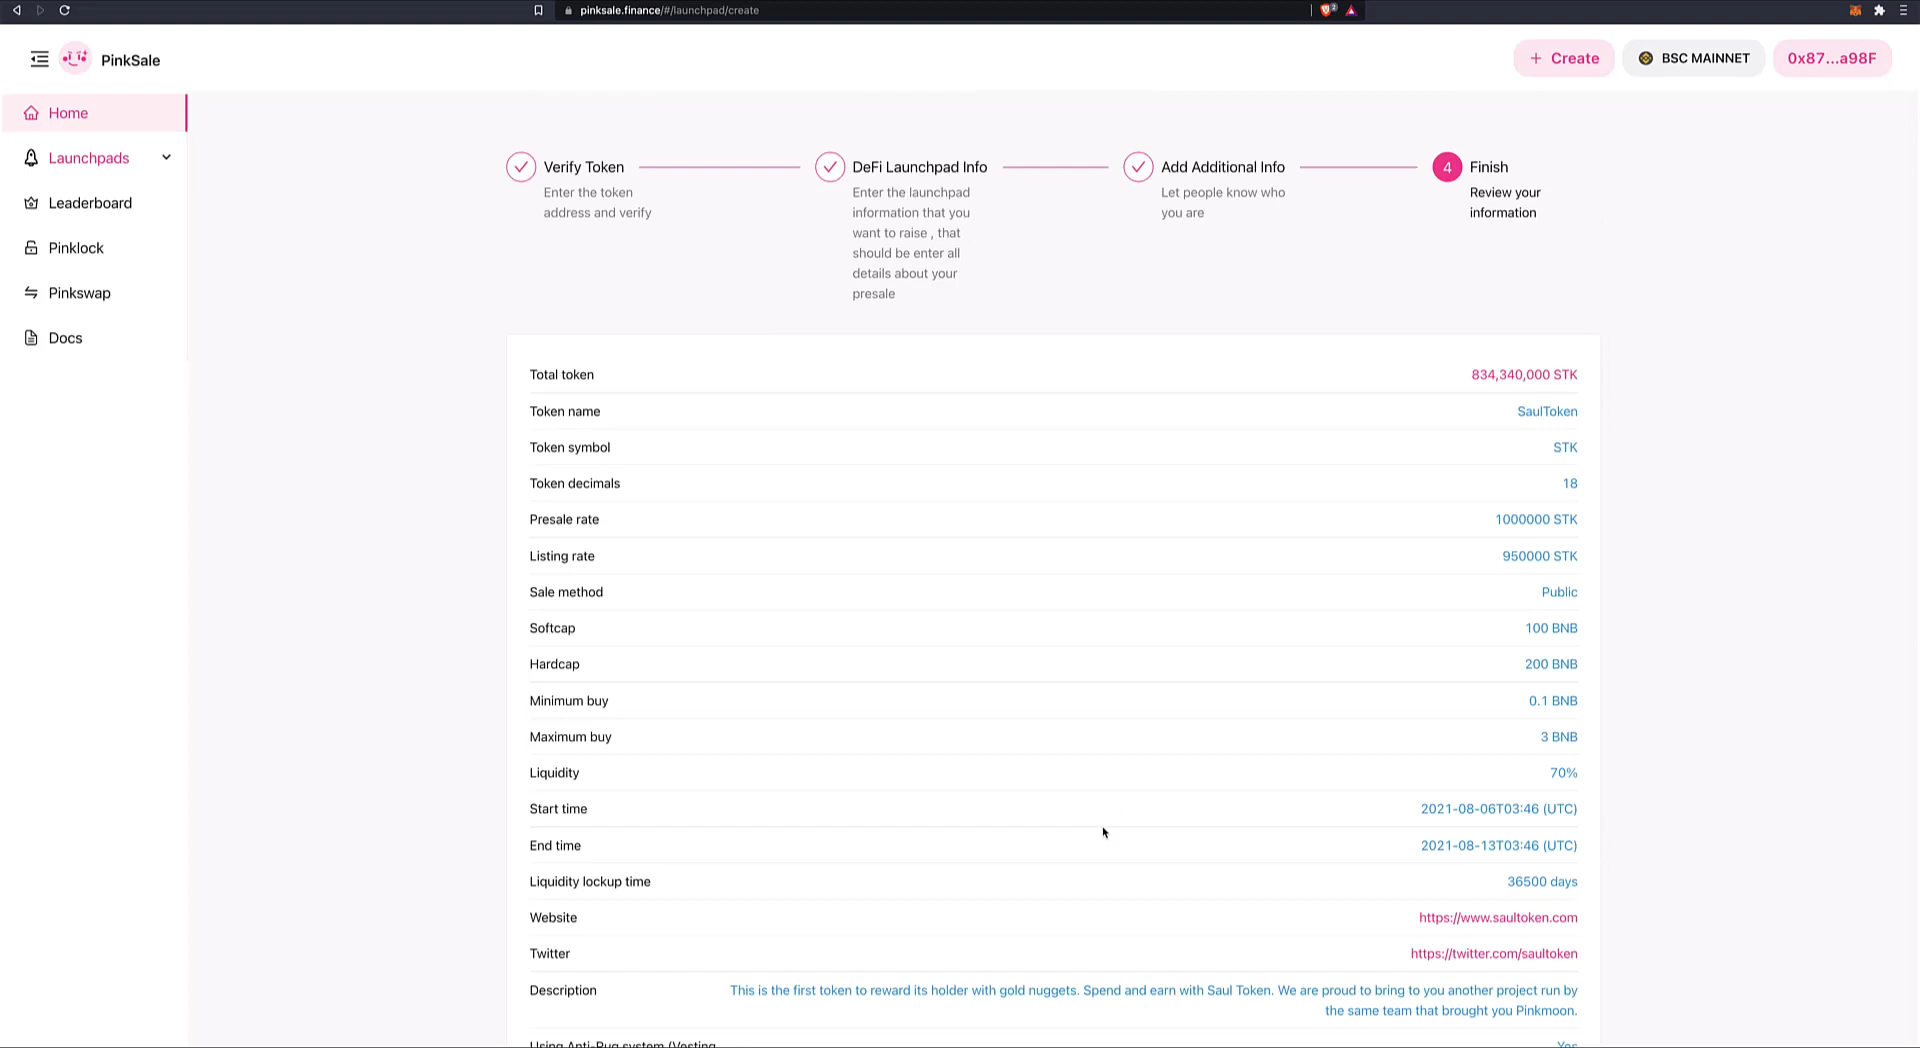 pinksale.finance/#/launchpad/create
2
PinkSale
+ Create
BSC MAINNET
0x87...a98F
Home
Launchpads
Leaderboard
Pinklock
Pinkswap
Docs
Verify Token
Enter the token
address and verify
DeFi Launchpad Info
Enter the launchpad
information that you
want to raise , that
should be enter all
details about your
presale
Add Additional Info
Let people know who
you are
4
Finish
Review your
information
Total token 834,340,000 STK
Token name SaulToken
Token symbol STK
Token decimals 18
Presale rate 1000000 STK
Listing rate 950000 STK
Sale method Public
Softcap 100 BNB
Hardcap 200 BNB
Minimum buy 0.1 BNB
Maximum buy 3 BNB
Liquidity 70%
Start time 2021-08-06T03:46 (UTC)
End time 2021-08-13T03:46 (UTC)
Liquidity lockup time 36500 days
Website https://www.saultoken.com
Twitter https://twitter.com/saultoken
Description This is the first token to reward its holder with gold nuggets. Spend and earn with Saul Token. We are proud to bring to you another project run by
the same team that brought you Pinkmoon.
Using Anti-Rug system (Vesting Yes